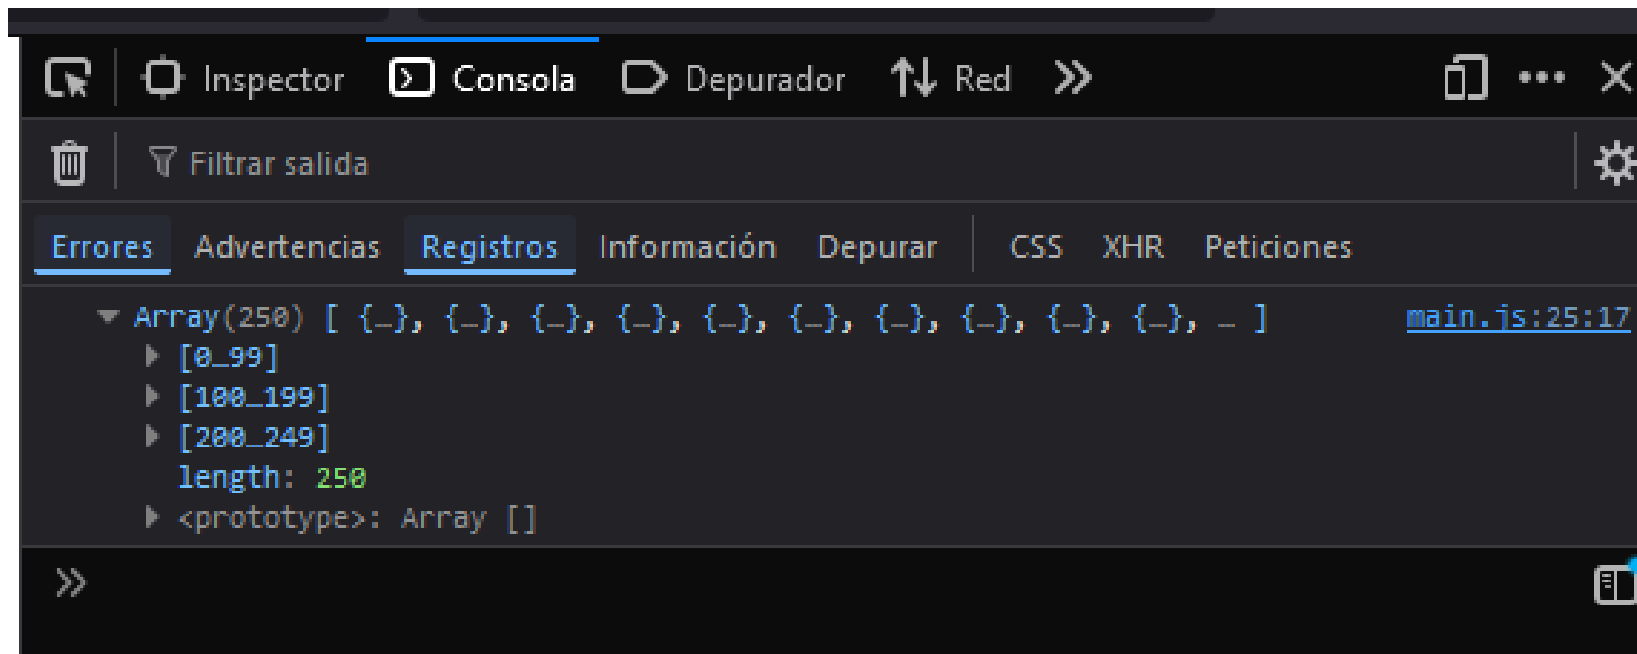 Inspector Consola Depurador Red
Filtrar salida
Errores Advertencias Registros Información Depurar CSS XHR Peticiones
Array(250) [ {…}, {…}, {…}, {…}, {…}, {…}, {…}, {…}, {…}, {…}, … ] main.js:25:17
[0…99]
[100…199]
[200…249]
length: 250
<prototype>: Array []